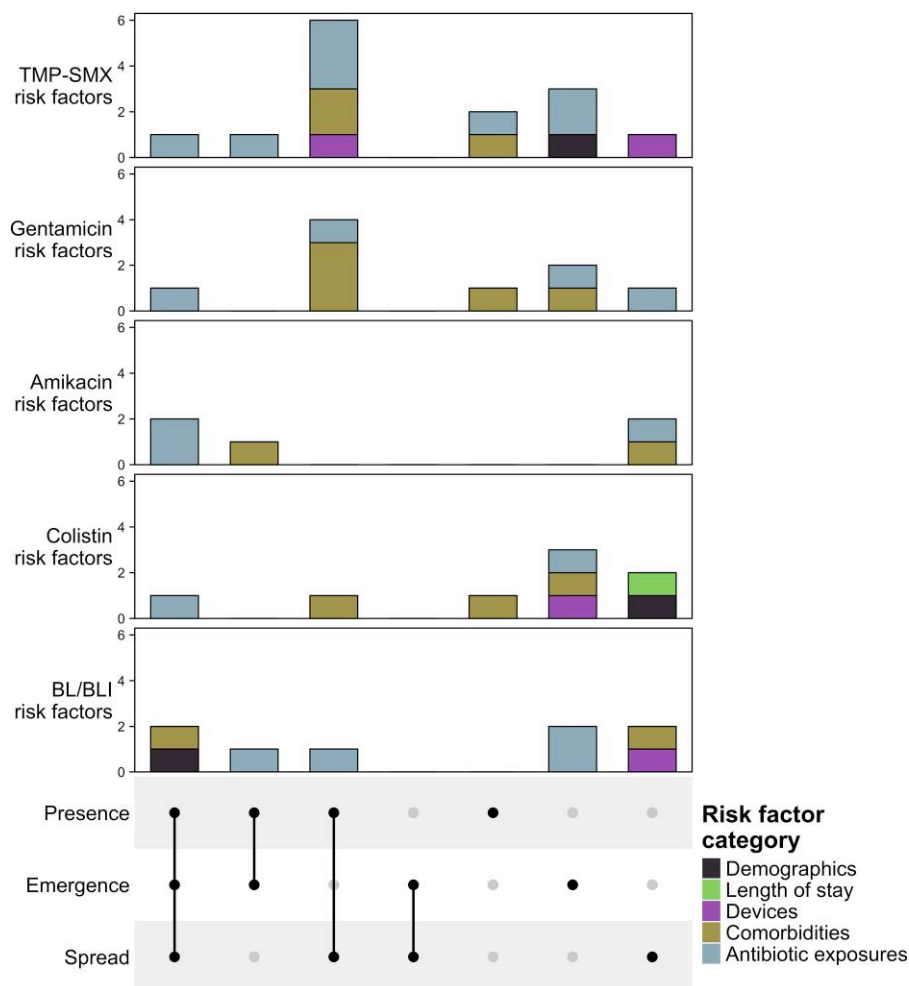 6
4
2
0
TMP-SMX
risk factors
6
4
2
0
Gentamicin
risk factors
6
4
2
0
Amikacin
risk factors
6
4
2
0
Colistin
risk factors
6
4
2
0
BL/BLI
risk factors
Presence
Emergence
Spread
Risk factor
category
Demographics
Length of stay
Devices
Comorbidities
Antibiotic exposures